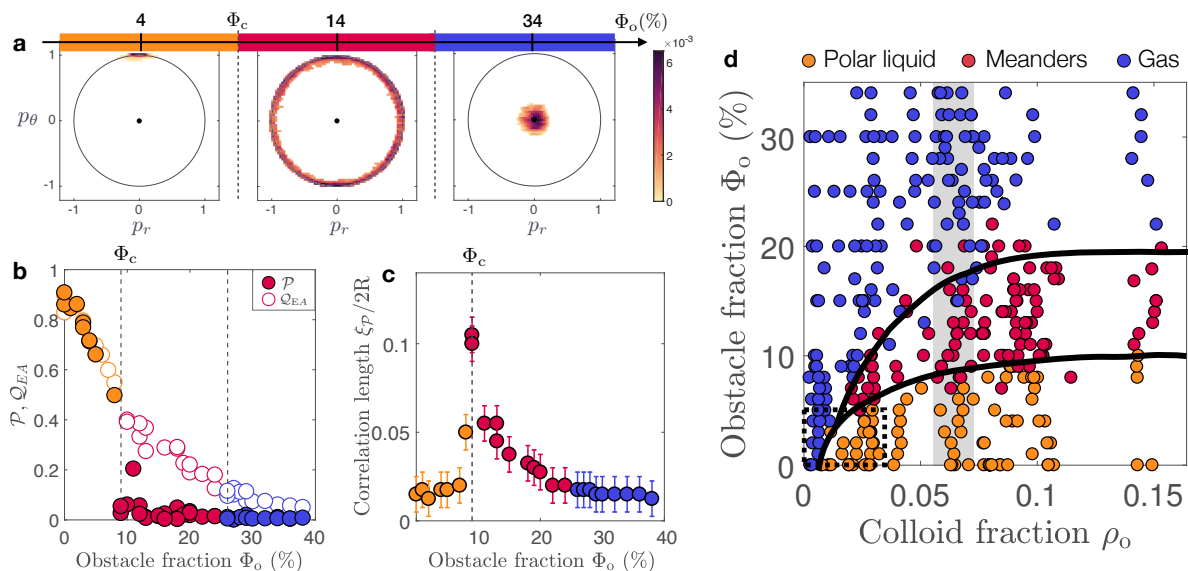 a
4 Φc 14 34 Φo(%)
×10⁻³
1 0 -1
pθ
6 4 2 0
-1 0 1
-1 0 1
-1 0 1
pr pr pr
b
Φc
1 0.8 0.6 0.4 0.2 0
P, QEA
P
QEA
0 10 20 30 40
Obstacle fraction Φo (%)
c
Φc
Correlation length ξP/2R
0.1
0.05
0
0 20 40
Obstacle fraction Φo (%)
d
Polar liquid Meanders Gas
Obstacle fraction Φo (%)
30
20
10
0
0 0.05 0.1 0.15
Colloid fraction ρo